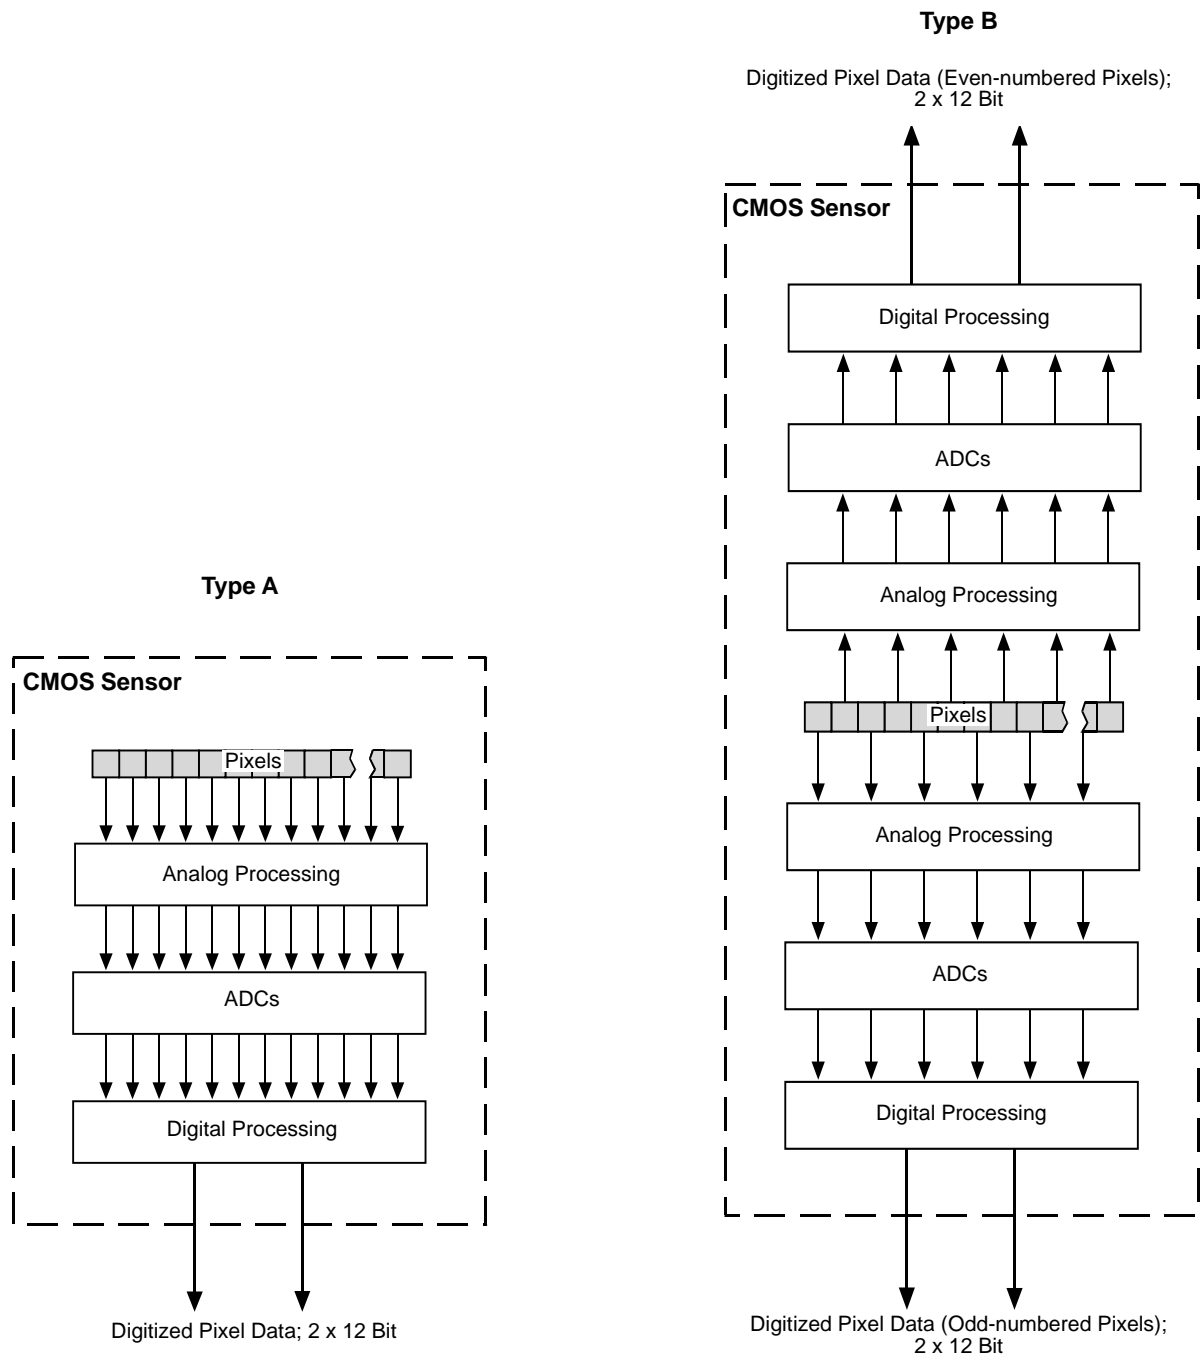 Type B
Digitized Pixel Data (Even-numbered Pixels);
2 x 12 Bit
CMOS Sensor
Digital Processing
ADCs
Analog Processing
Pixels
Analog Processing
ADCs
Digital Processing
Digitized Pixel Data (Odd-numbered Pixels);
2 x 12 Bit
Type A
CMOS Sensor
Pixels
Analog Processing
ADCs
Digital Processing
Digitized Pixel Data; 2 x 12 Bit